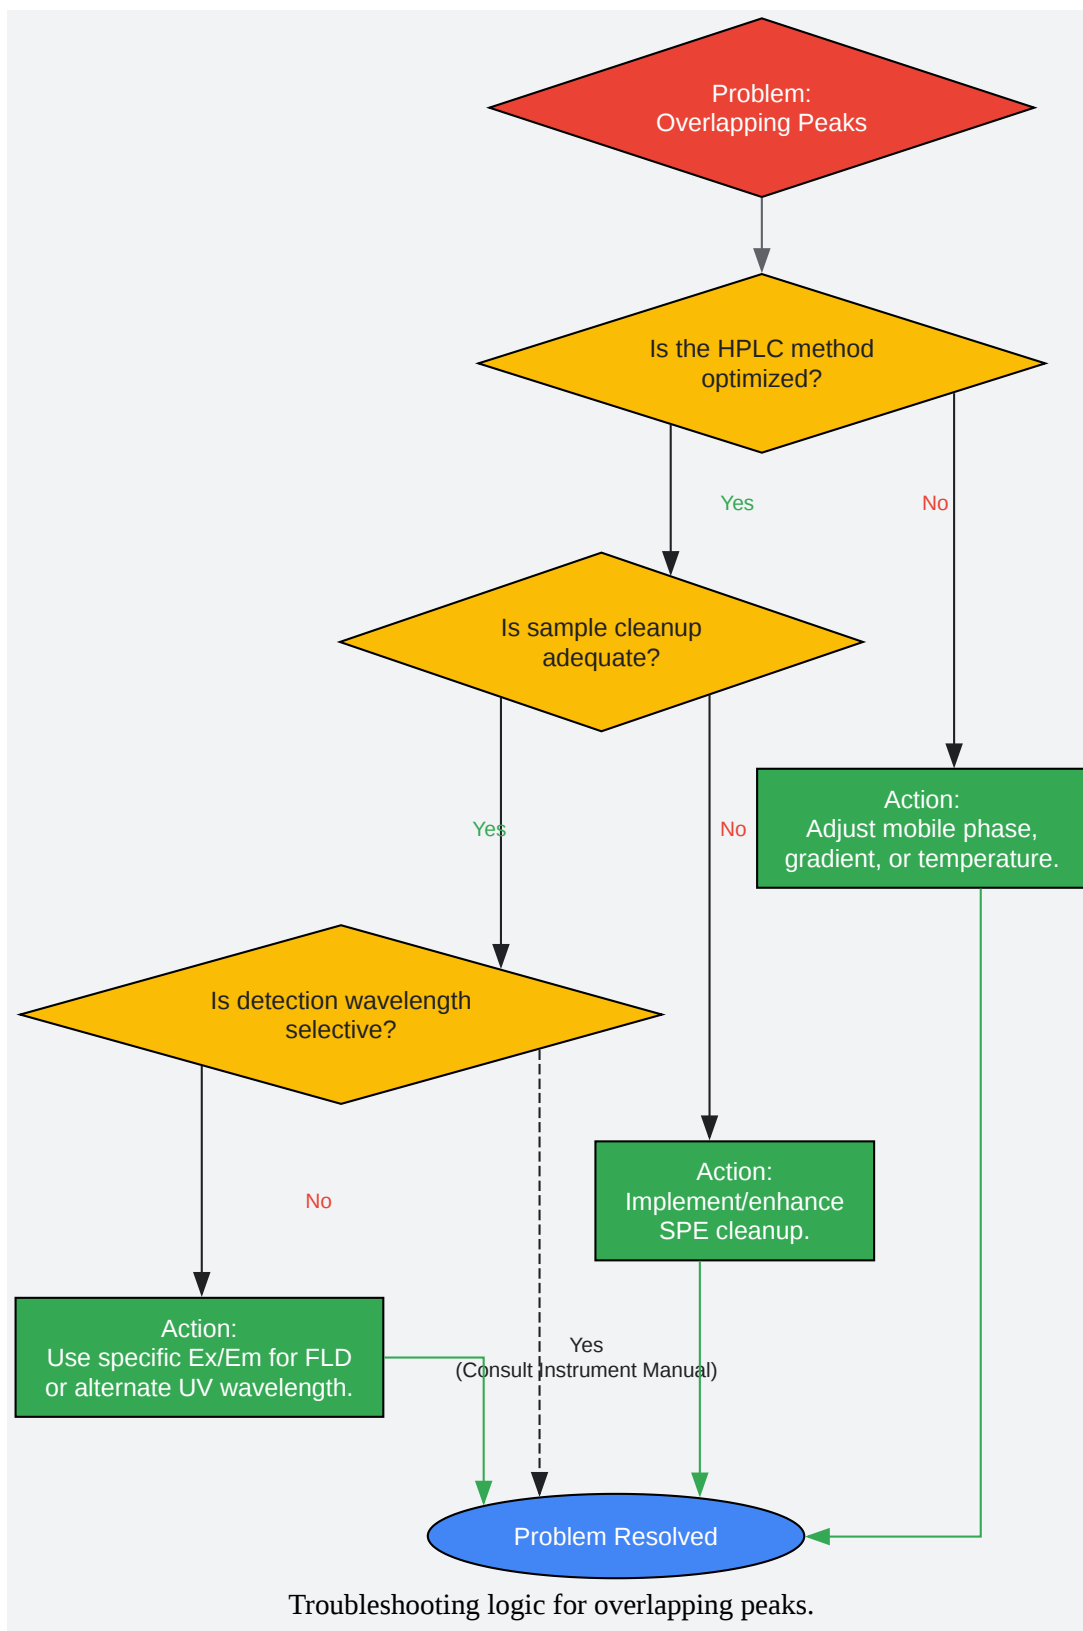 Problem:
Overlapping Peaks
Is the HPLC method
optimized?
Yes
No
Is sample cleanup
adequate?
Action:
Adjust mobile phase,
gradient, or temperature.
Yes
No
Is detection wavelength
selective?
Action:
Implement/enhance
SPE cleanup.
No
Action:
Use specific Ex/Em for FLD
or alternate UV wavelength.
Yes
(Consult Instrument Manual)
Problem Resolved
Troubleshooting logic for overlapping peaks.